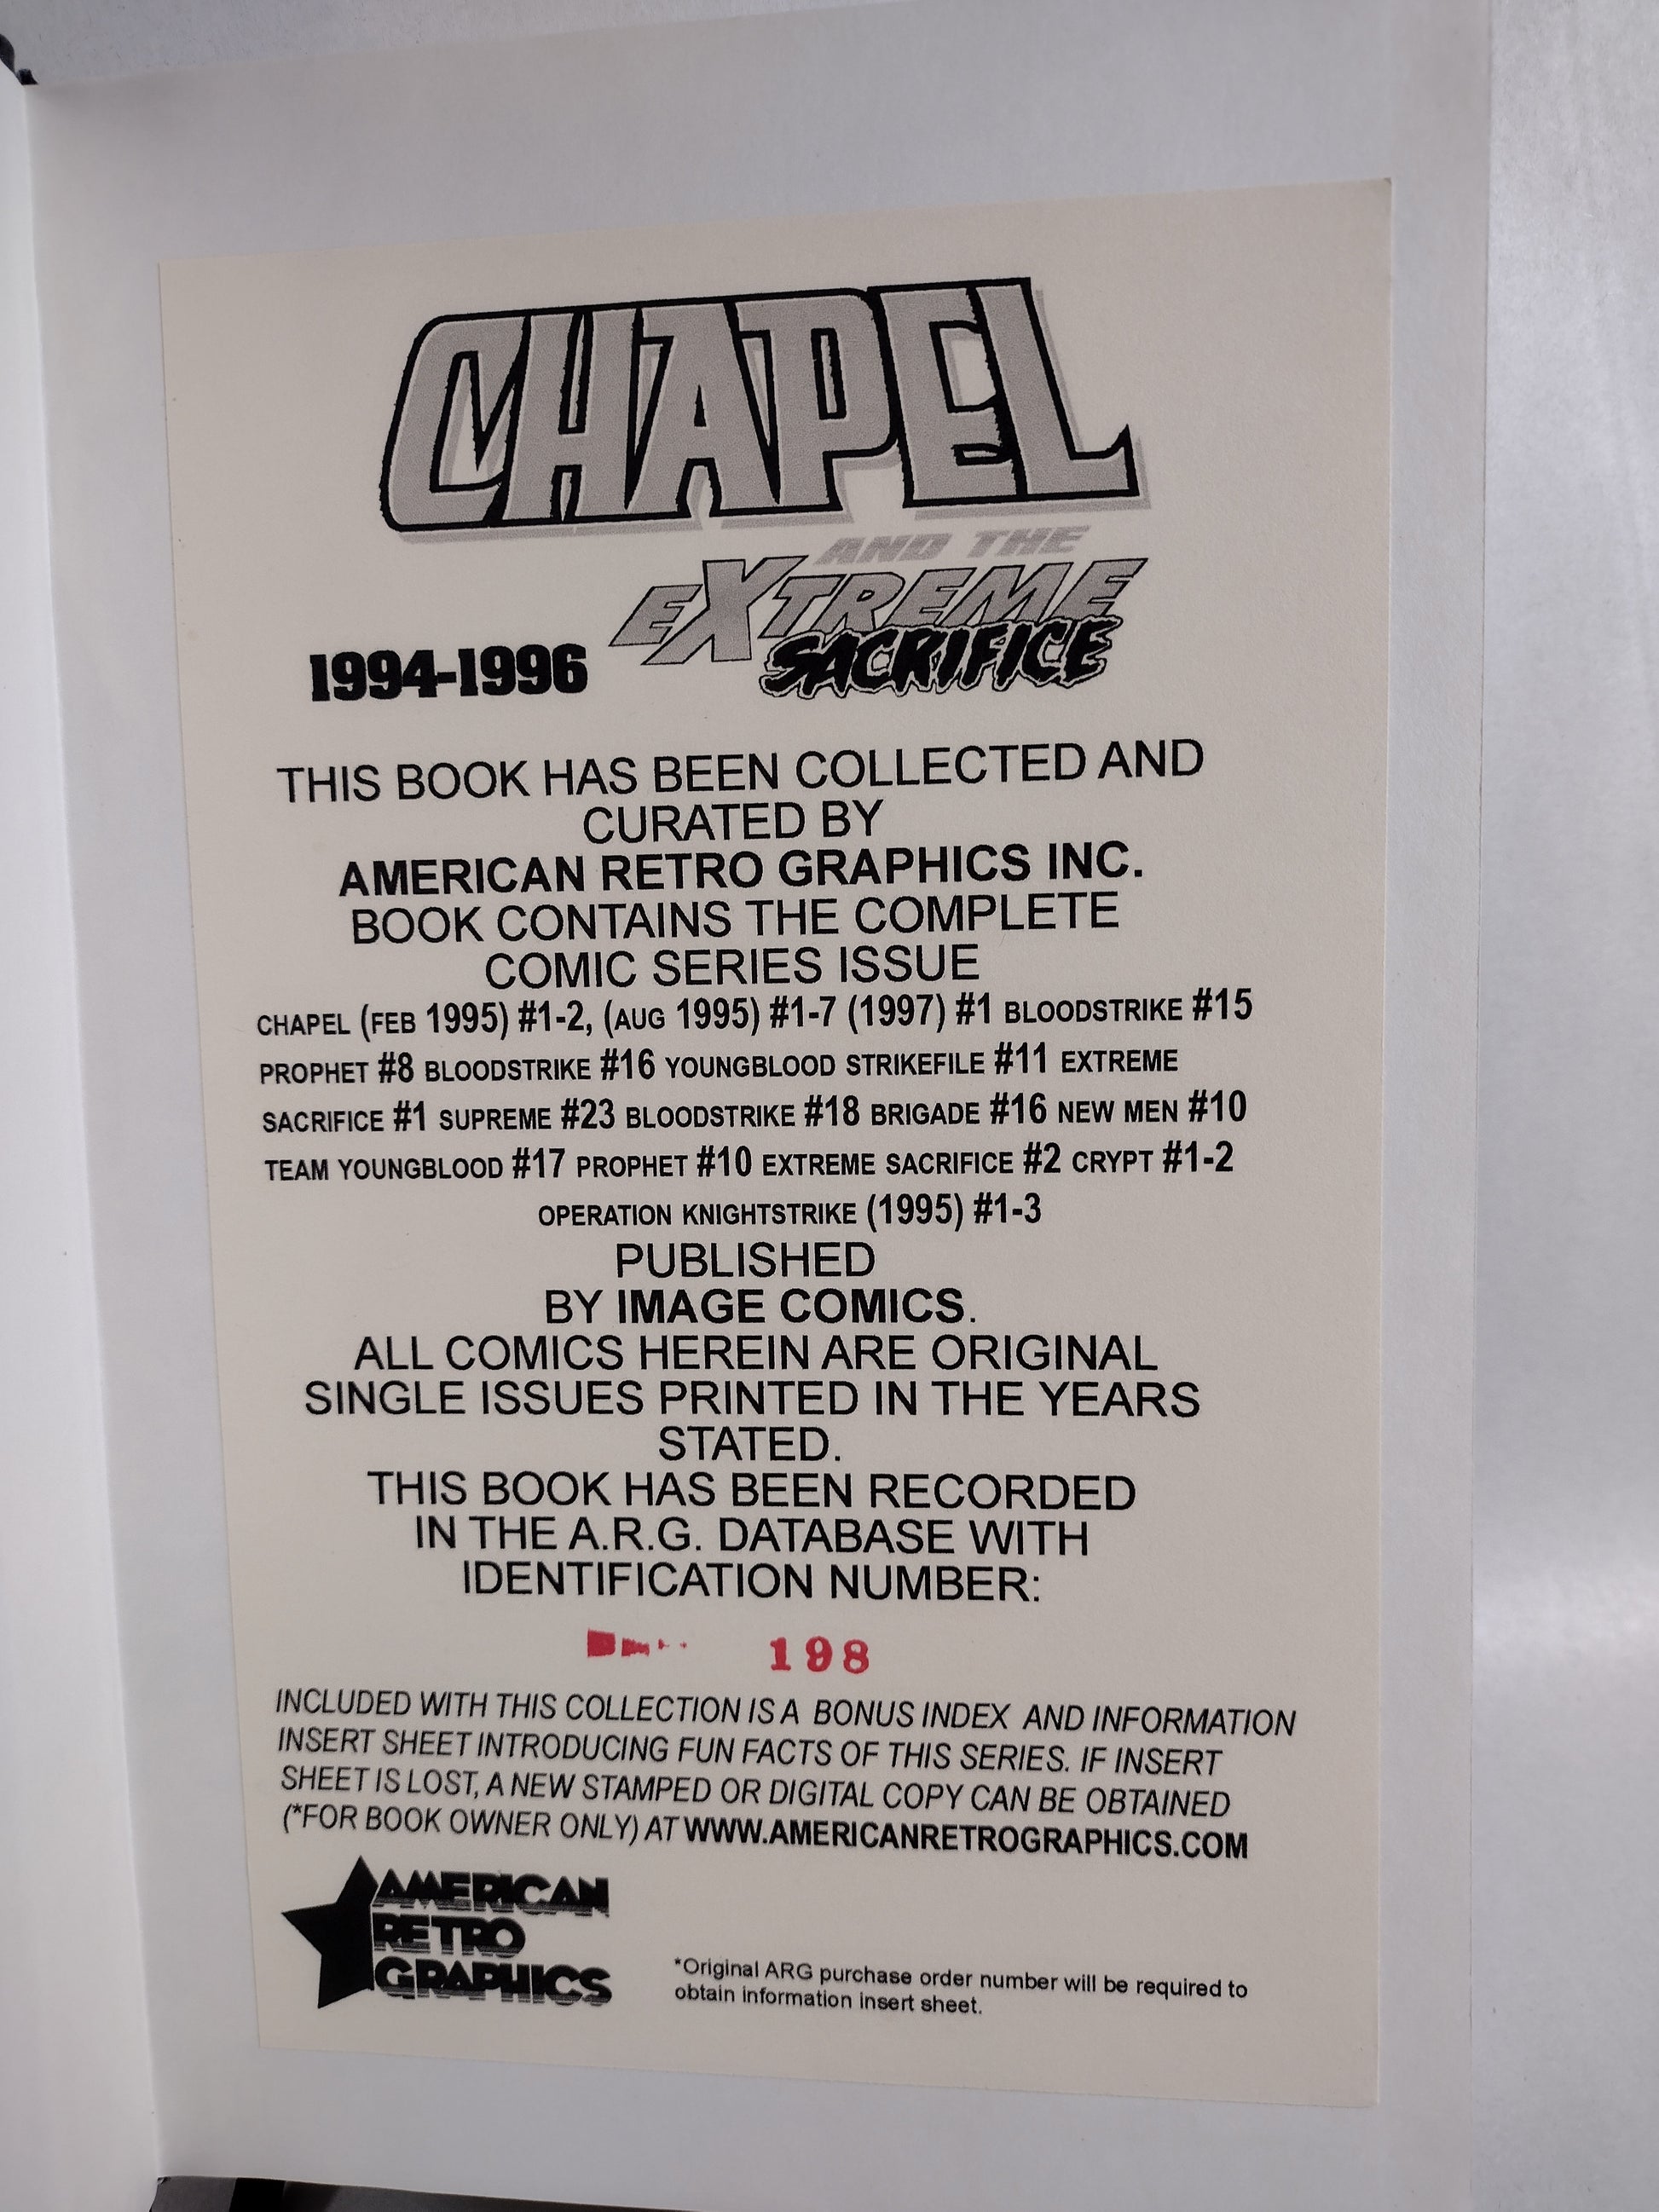 CHAPEL
AND THE
EXTREME
SACRIFICE
1994-1996
THIS BOOK HAS BEEN COLLECTED AND
CURATED BY
AMERICAN RETRO GRAPHICS INC.
BOOK CONTAINS THE COMPLETE
COMIC SERIES ISSUE
CHAPEL (FEB 1995) #1-2, (AUG 1995) #1-7 (1997) #1 BLOODSTRIKE #15
PROPHET #8 BLOODSTRIKE #16 YOUNGBLOOD STRIKEFILE #11 EXTREME
SACRIFICE #1 SUPREME #23 BLOODSTRIKE #18 BRIGADE #16 NEW MEN #10
TEAM YOUNGBLOOD #17 PROPHET #10 EXTREME SACRIFICE #2 CRYPT #1-2
OPERATION KNIGHTSTRIKE (1995) #1-3
PUBLISHED
BY IMAGE COMICS.
ALL COMICS HEREIN ARE ORIGINAL
SINGLE ISSUES PRINTED IN THE YEARS
STATED.
THIS BOOK HAS BEEN RECORDED
IN THE A.R.G. DATABASE WITH
IDENTIFICATION NUMBER:
198
INCLUDED WITH THIS COLLECTION IS A BONUS INDEX AND INFORMATION
INSERT SHEET INTRODUCING FUN FACTS OF THIS SERIES. IF INSERT
SHEET IS LOST, A NEW STAMPED OR DIGITAL COPY CAN BE OBTAINED
(*FOR BOOK OWNER ONLY) AT WWW.AMERICANRETROGRAPHICS.COM
AMERICAN
RETRO
GRAPHICS
*Original ARG purchase order number will be required to
obtain information insert sheet.